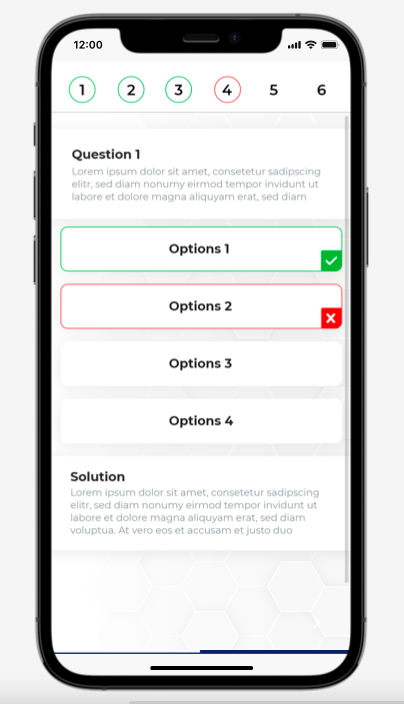 12:00
1 2 3 4 5 6
Question 1
Lorem ipsum dolor sit amet, consetetur sadipscing
elitr, sed diam nonumy eirmod tempor invidunt ut
labore et dolore magna aliquyam erat, sed diam
Options 1
Options 2
Options 3
Options 4
Solution
Lorem ipsum dolor sit amet, consetetur sadipscing
elitr, sed diam nonumy eirmod tempor invidunt ut
labore et dolore magna aliquyam erat, sed diam
voluptua. At vero eos et accusam et justo duo